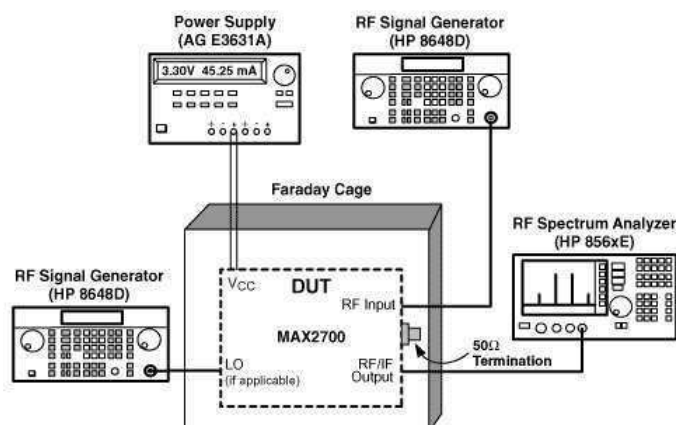 Power Supply
(AG E3631A)
3.30V 45.25 mA
RF Signal Generator
(HP 8648D)
Faraday Cage
RF Spectrum Analyzer
(HP 856xE)
RF Signal Generator
(HP 8648D)
VCC
DUT
RF Input
MAX2700
50Ω
Termination
LO
(if applicable)
RF/IF
Output